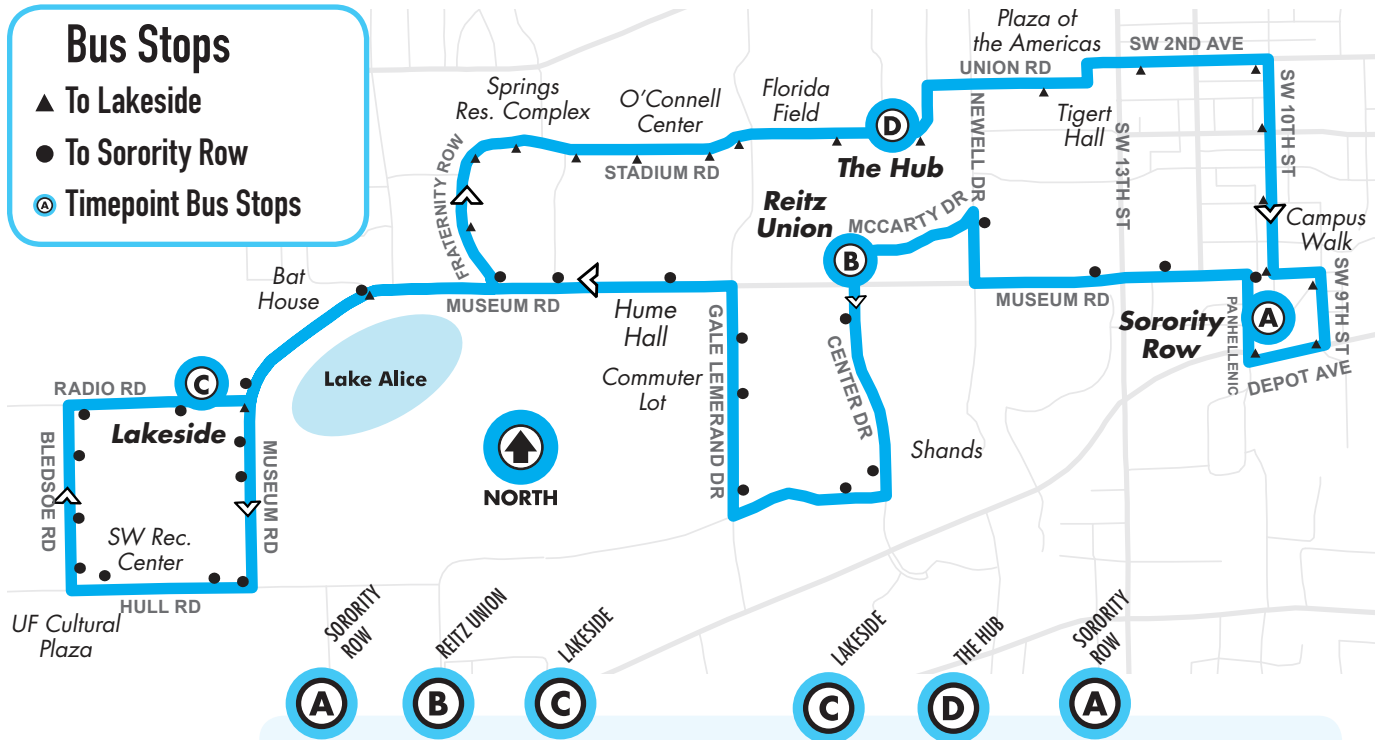 Bus Stops
To Lakeside
To Sorority Row
A Timepoint Bus Stops
Plaza of
the Americas
SW 2ND AVE
UNION RD
Springs
Res. Complex
O'Connell
Center
Florida
Field
D
The Hub
NEWELL DR
Tigert
Hall
SW 13TH ST
SW 10TH ST
FRATERNITY ROW
STADIUM RD
Reitz
Union
MCCARTY DR
B
Campus
Walk
Bat
House
MUSEUM RD
Hume
Hall
GALE LEMERAND DR
CENTER DR
MUSEUM RD
Sorority
Row
PANHELLENIC
A
SW 9TH ST
DEPOT AVE
Lake Alice
Commuter
Lot
RADIO RD
C
Lakeside
BLEDSOE RD
MUSEUM RD
NORTH
Shands
SW Rec.
Center
HULL RD
UF Cultural
Plaza
SORORITY
ROW
REITZ UNION
LAKESIDE
LAKESIDE
THE HUB
SORORITY
ROW
A
B
C
C
D
A